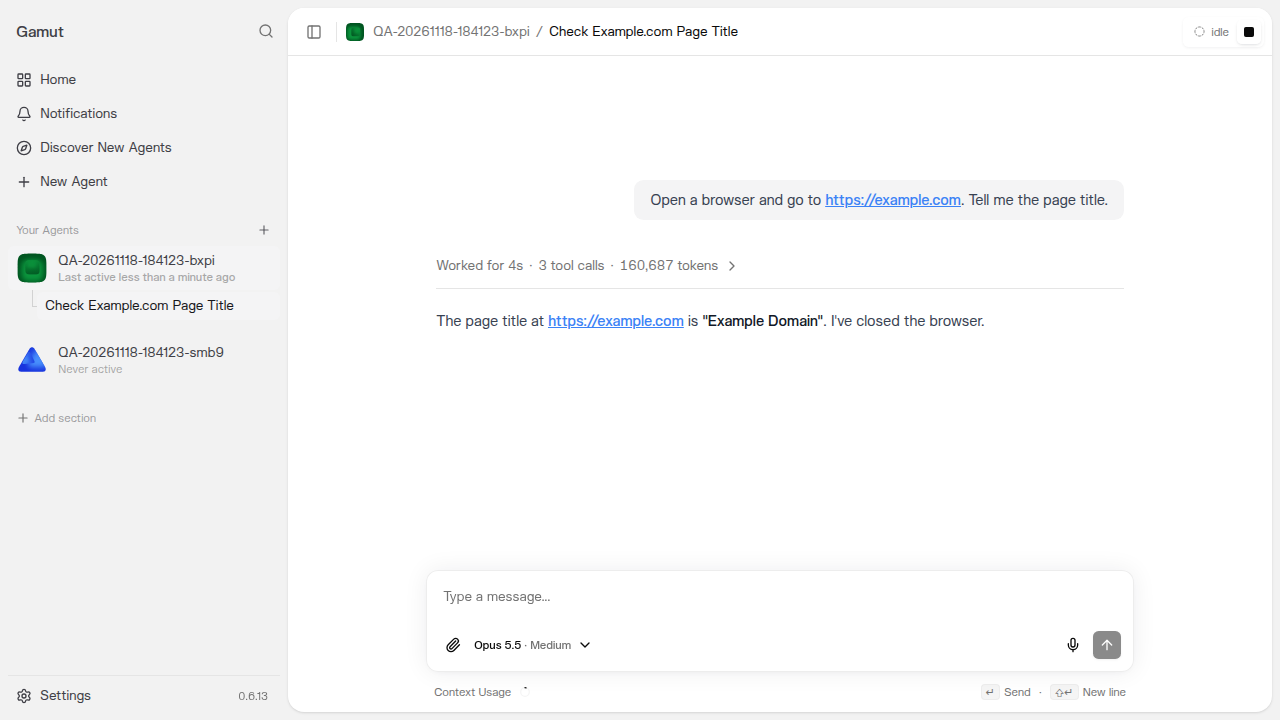 Gamut
Home
Notifications
Discover New Agents
New Agent
Your Agents
QA-20261118-184123-bxpi
Last active less than a minute ago
Check Example.com Page Title
QA-20261118-184123-smb9
Never active
Add section
Settings
0.6.13
QA-20261118-184123-bxpi / Check Example.com Page Title
idle
Open a browser and go to https://example.com. Tell me the page title.
Worked for 4s · 3 tool calls · 160,687 tokens
The page title at https://example.com is "Example Domain". I've closed the browser.
Type a message...
Opus 5.5 · Medium
Context Usage
Send · New line